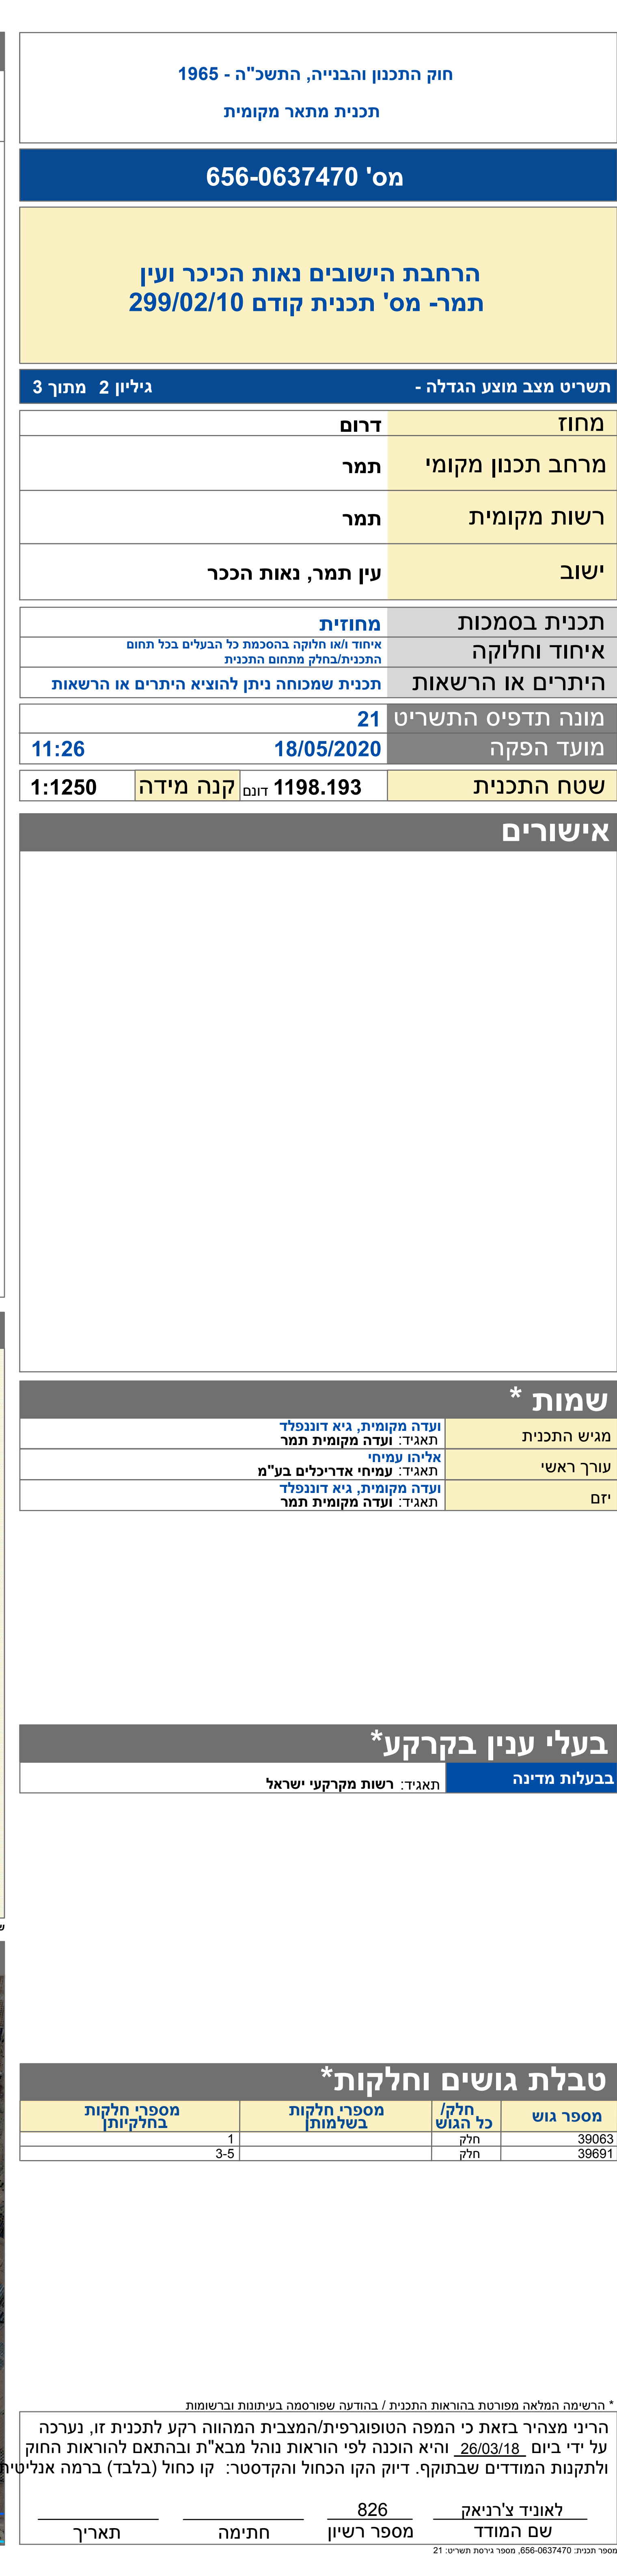 חוק התכנון והבנייה, התשכ"ה - 1965
תכנית מתאר מקומית
מס' 656-0637470
הרחבת הישובים נאות הכיכר ועין
תמר- מס' תכנית קודם 299/02/10
תשריט מצב מוצע הגדלה - גיליון 2 מתוך 3
מחוז דרום
מרחב תכנון מקומי תמר
רשות מקומית תמר
ישוב עין תמר, נאות הככר
תכנית בסמכות מחוזית
איחוד וחלוקה איחוד ו/או חלוקה בהסכמת כל הבעלים בכל תחום
התכנית/בחלק מתחום התכנית
היתרים או הרשאות תכנית שמכוחה ניתן להוציא היתרים או הרשאות
מונה תדפיס התשריט 21
מועד הפקה 18/05/2020 11:26
שטח התכנית 1198.193 דונם קנה מידה 1:1250
אישורים
שמות *
מגיש התכנית ועדה מקומית, גיא דוננפלד
תאגיד: ועדה מקומית תמר
עורך ראשי אליהו עמיחי
תאגיד: עמיחי אדריכלים בע"מ
יזם ועדה מקומית, גיא דוננפלד
תאגיד: ועדה מקומית תמר
בעלי ענין בקרקע*
בבעלות מדינה תאגיד: רשות מקרקעי ישראל
טבלת גושים וחלקות*
מספר גוש חלק/ כל הגוש מספרי חלקות בשלמותן מספרי חלקות בחלקיותן
39063 חלק 1
39691 חלק 3-5
* הרשימה המלאה מפורטת בהוראות התכנית / בהודעה שפורסמה בעיתונות וברשומות
הריני מצהיר בזאת כי המפה הטופוגרפית/המצבית המהווה רקע לתכנית זו, נערכה
על ידי ביום 26/03/18 והיא הוכנה לפי הוראות נוהל מבא"ת ובהתאם להוראות החוק
ולתקנות המודדים שבתוקף. דיוק הקו הכחול והקדסטר: קו כחול (בלבד) ברמה אנליטית
לאוניד צ'רניאק 826
שם המודד מספר רשיון חתימה תאריך
מספר תכנית: 656-0637470, מספר גירסת תשריט: 21